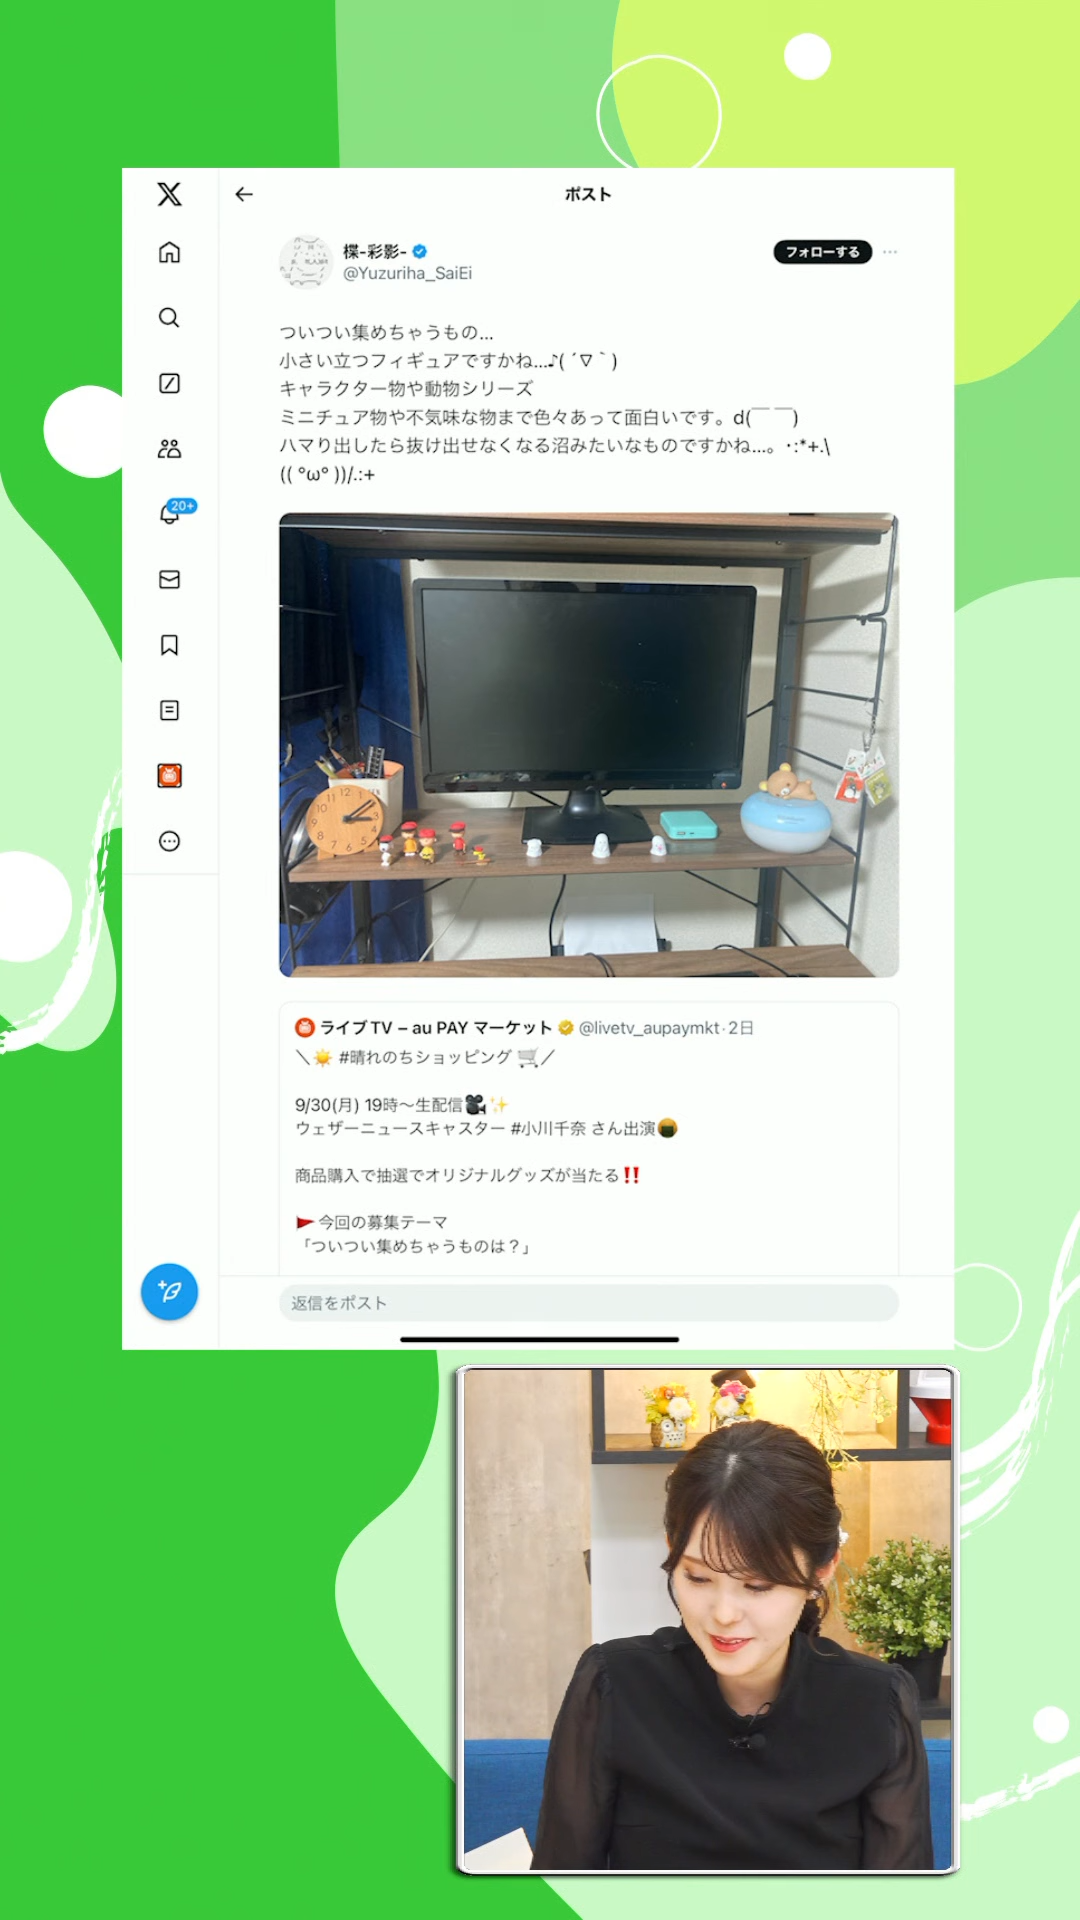 X
ポスト
楪-彩影-
@Yuzuriha_SaiEi
フォローする
ついつい集めちゃうもの...
小さい立つフィギュアですかね...♪( ´∇｀)
キャラクター物や動物シリーズ
ミニチュア物や不気味な物まで色々あって面白いです。d(￣ ￣)
ハマり出したら抜け出せなくなる沼みたいなものですかね...。･:*+.\
(( °ω° ))/.:+
20+
ライブTV – au PAY マーケット @livetv_aupaymkt·2日
＼☀️ #晴れのちショッピング 🛒／
9/30(月) 19時〜生配信🎥✨
ウェザーニュースキャスター #小川千奈 さん出演🍘
商品購入で抽選でオリジナルグッズが当たる‼️
🚩 今回の募集テーマ
「ついつい集めちゃうものは？」
返信をポスト